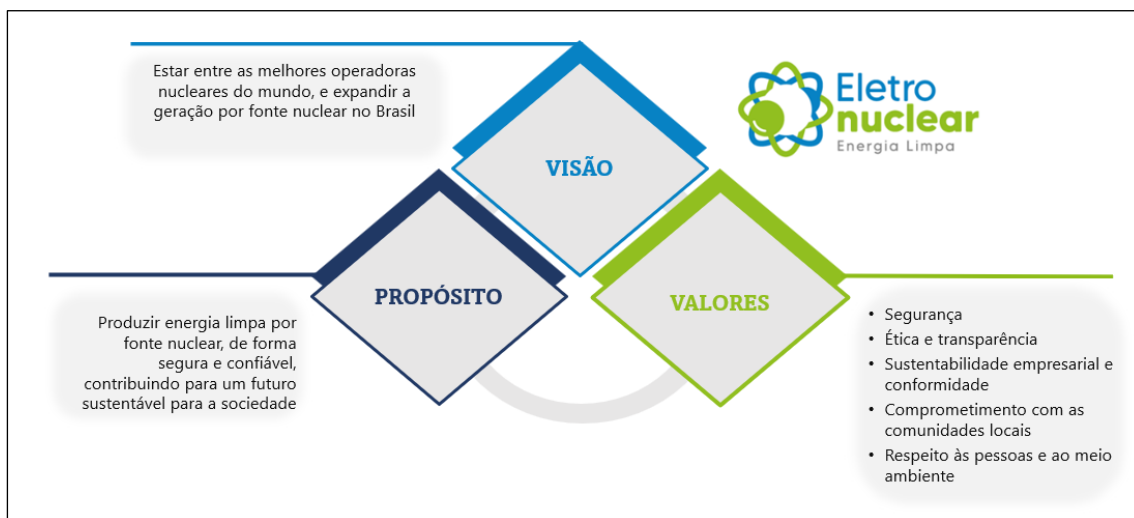 Estar entre as melhores operadoras
nucleares do mundo, e expandir a
geração por fonte nuclear no Brasil
Eletro
nuclear
Energia Limpa
VISÃO
PROPÓSITO
VALORES
Produzir energia limpa por
fonte nuclear, de forma
segura e confiável,
contribuindo para um futuro
sustentável para a sociedade
• Segurança
• Ética e transparência
• Sustentabilidade empresarial e
conformidade
• Comprometimento com as
comunidades locais
• Respeito às pessoas e ao meio
ambiente